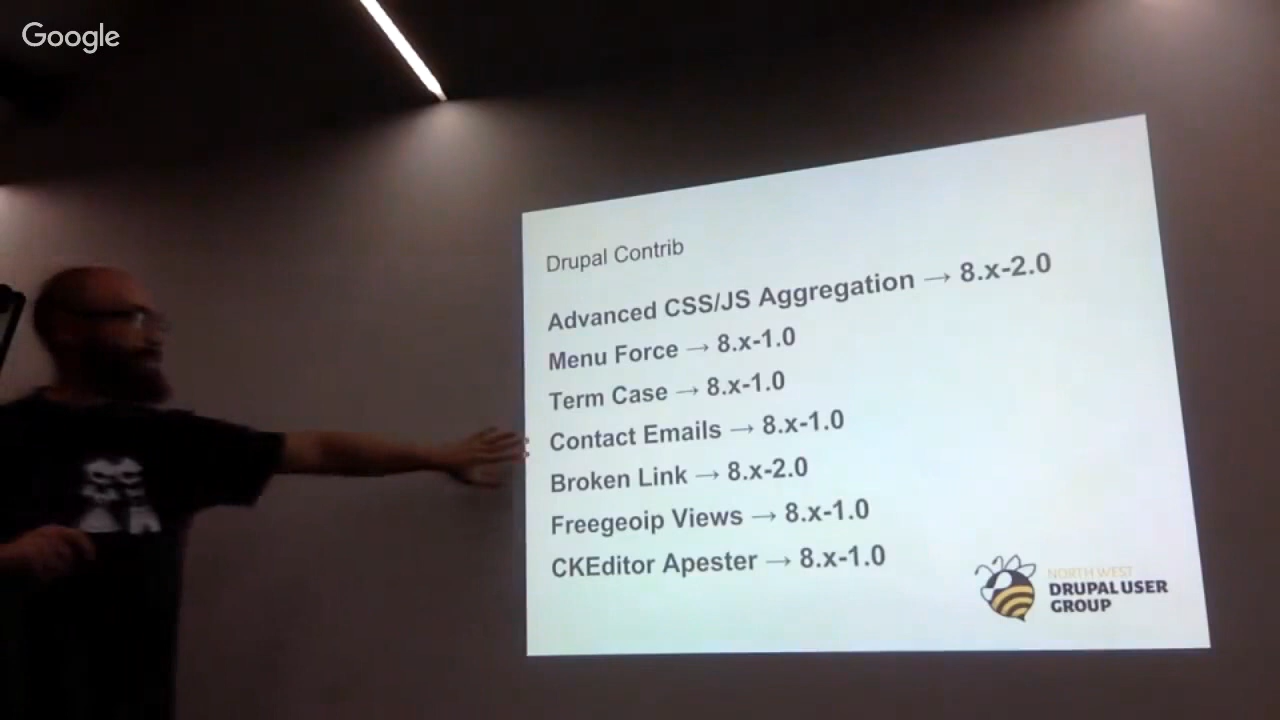 Google
Drupal Contrib
Advanced CSS/JS Aggregation → 8.x-2.0
Menu Force → 8.x-1.0
Term Case → 8.x-1.0
Contact Emails → 8.x-1.0
Broken Link → 8.x-2.0
Freegeoip Views → 8.x-1.0
CKEditor Apester → 8.x-1.0
NORTH WEST
DRUPAL USER
GROUP